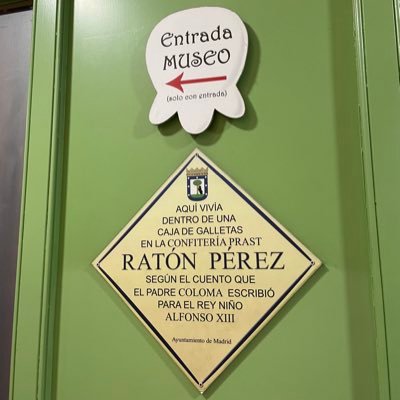 Entrada
MUSEO
(solo con entrada)
AQUÍ VIVÍA
DENTRO DE UNA
CAJA DE GALLETAS
EN LA CONFITERÍA PRAST
RATÓN PÉREZ
SEGÚN EL CUENTO QUE
EL PADRE COLOMA ESCRIBIÓ
PARA EL REY NIÑO
ALFONSO XIII
Ayuntamiento de Madrid